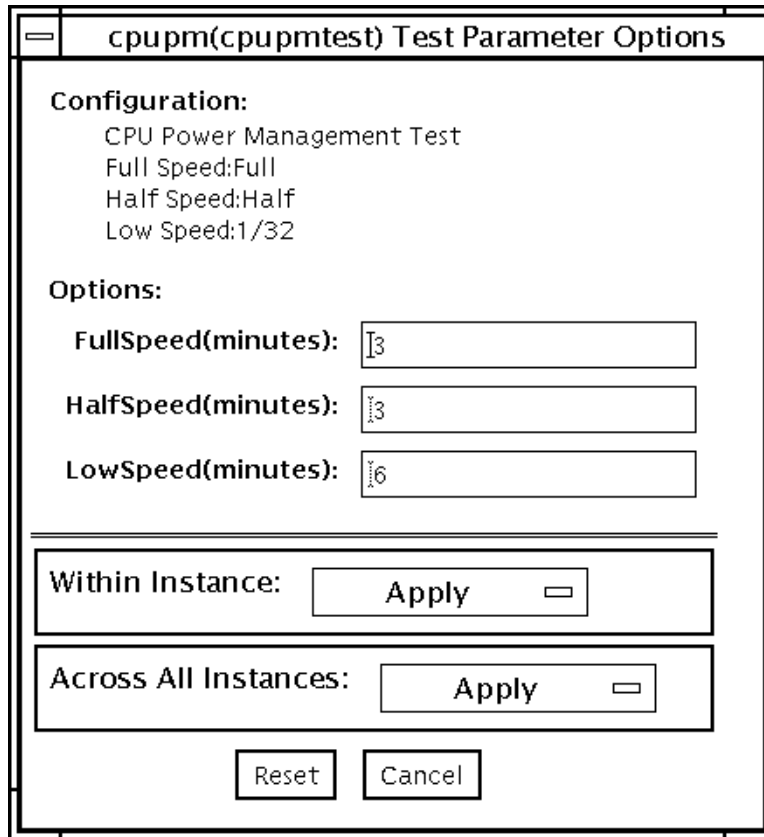 cpupm(cpupmtest) Test Parameter Options
Configuration:
CPU Power Management Test
Full Speed:Full
Half Speed:Half
Low Speed:1/32
Options:
FullSpeed(minutes): 3
HalfSpeed(minutes): 3
LowSpeed(minutes): 6
Within Instance: Apply
Across All Instances: Apply
Reset Cancel